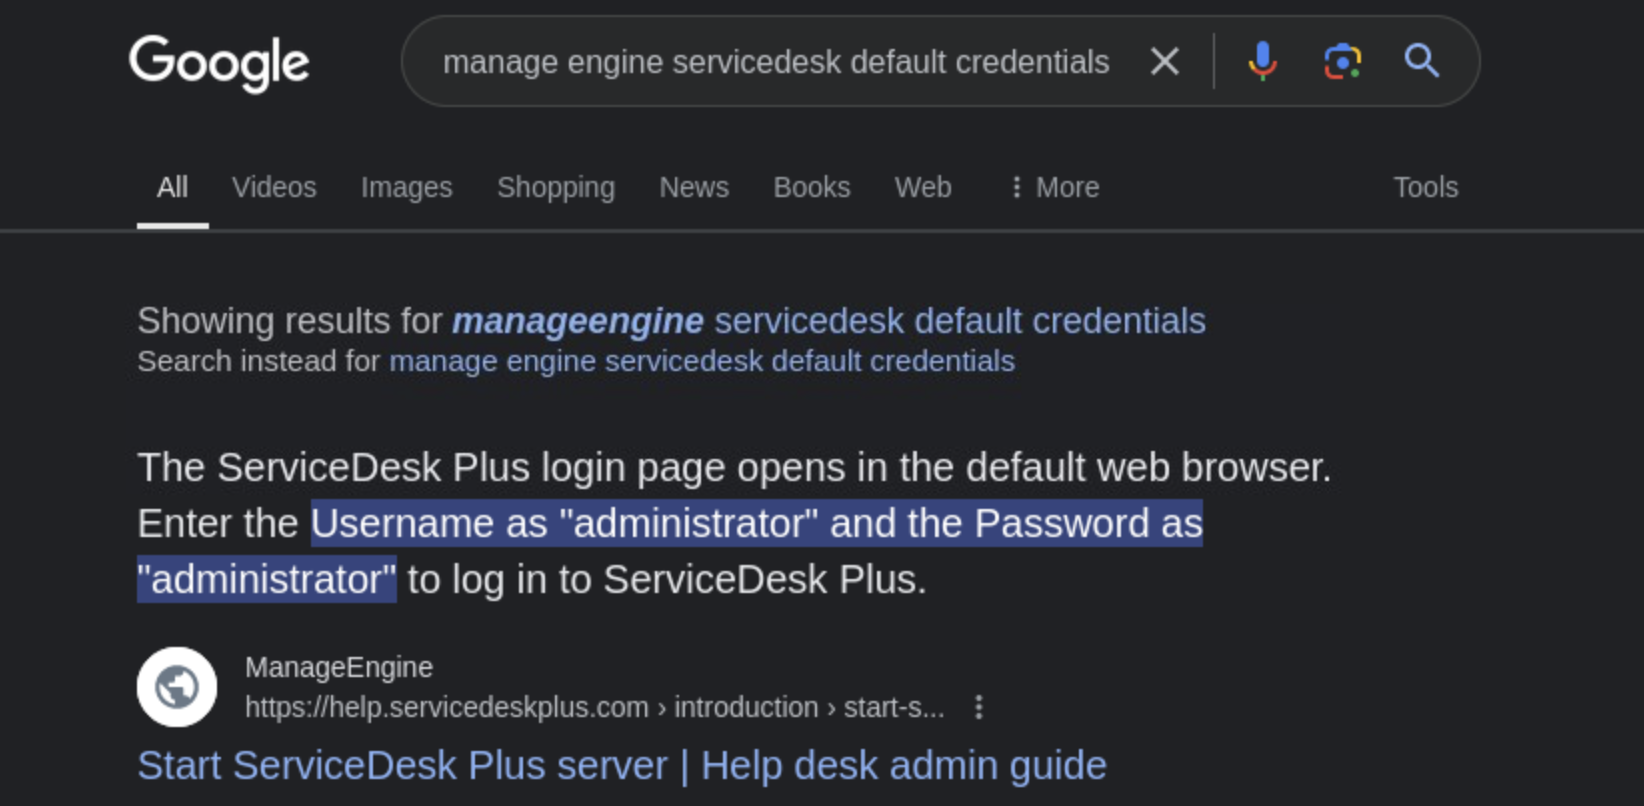 Google
manage engine servicedesk default credentials
All Videos Images Shopping News Books Web More Tools
Showing results for manageengine servicedesk default credentials
Search instead for manage engine servicedesk default credentials
The ServiceDesk Plus login page opens in the default web browser.
Enter the Username as "administrator" and the Password as
"administrator" to log in to ServiceDesk Plus.
ManageEngine
https://help.servicedeskplus.com › introduction › start-s...
Start ServiceDesk Plus server | Help desk admin guide